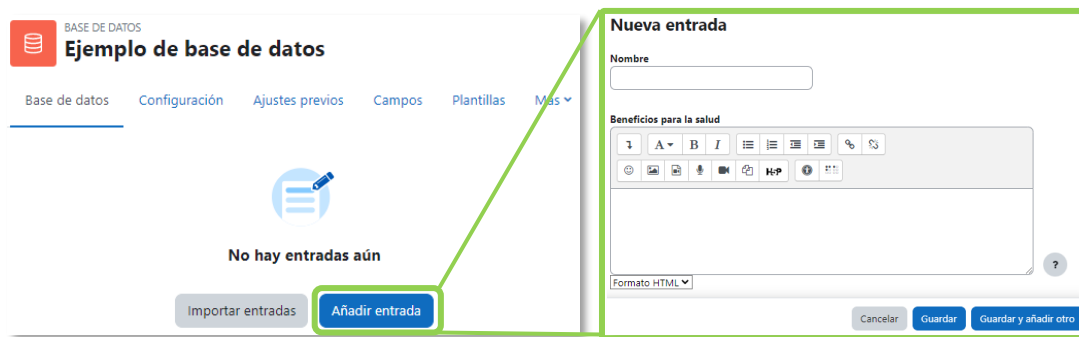 BASE DE DATOS
Ejemplo de base de datos
Base de datos Configuración Ajustes previos Campos Plantillas Más
No hay entradas aún
Importar entradas Añadir entrada
Nueva entrada
Nombre
Beneficios para la salud
A B I
H-P
Formato HTML
?
Cancelar Guardar Guardar y añadir otro